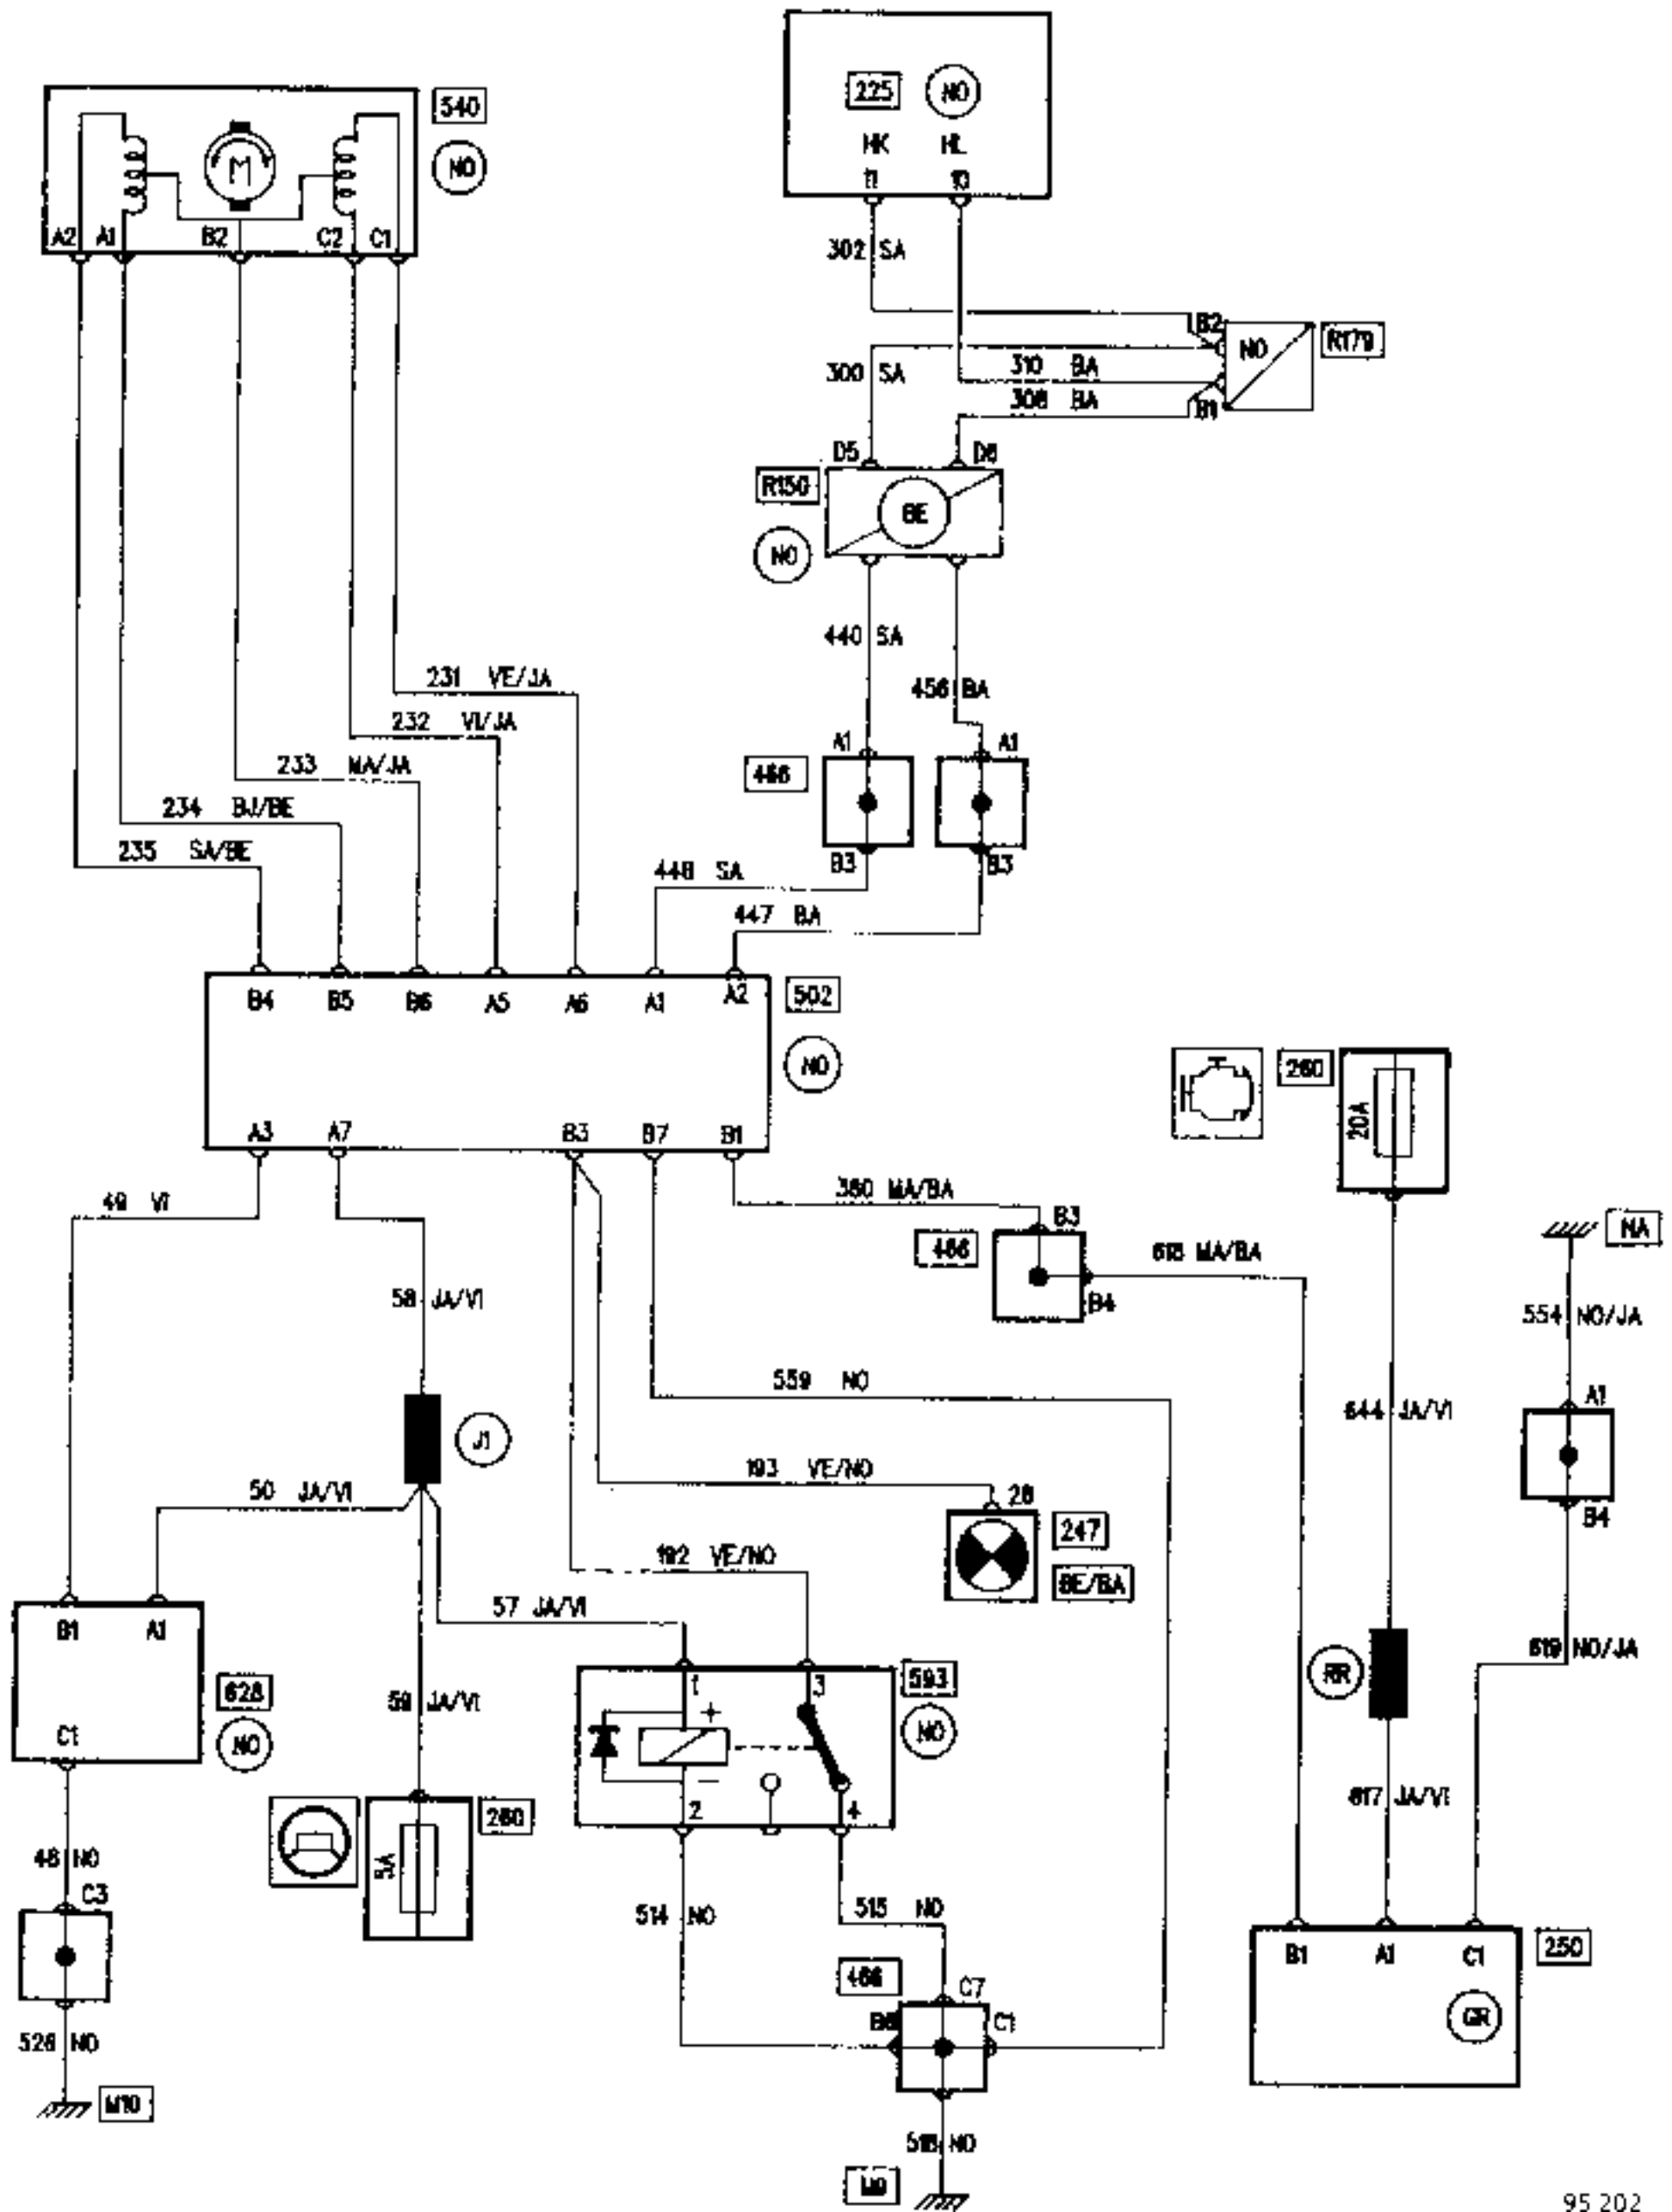 225 NO
HK HL
11 10
540
NO
M
A2 A1 B2 C2 C1
302 SA
B2
NO
R179
300 SA
310 BA
308 BA
B1
D5 D6
R150
BE
NO
440 SA
456 BA
231 VE/JA
232 VI/JA
233 MA/JA
234 BJ/BE
235 SA/BE
A1 A1
466
B3 B3
448 SA
447 BA
B4 B5 B6 A5 A6 A1 A2
502
NO
A3 A7 B3 B7 B1
260
20A
49 VI
380 MA/BA
B3
466
B4
618 MA/BA
NA
554 NO/JA
58 JA/VI
559 NO
A1
644 JA/VI
J1
B4
50 JA/VI
193 VE/NO
28
247
BE/BA
192 VE/NO
57 JA/VI
B1 A1
628
C1
NO
59 JA/VI
1 3
593
+
NO
−
2 4
RR
619 NO/JA
617 JA/VI
260
5A
48 NO
C3
514 NO
515 NO
B1 A1 C1
250
GR
466
C7
B6 C1
526 NO
M10
518 NO
95 202